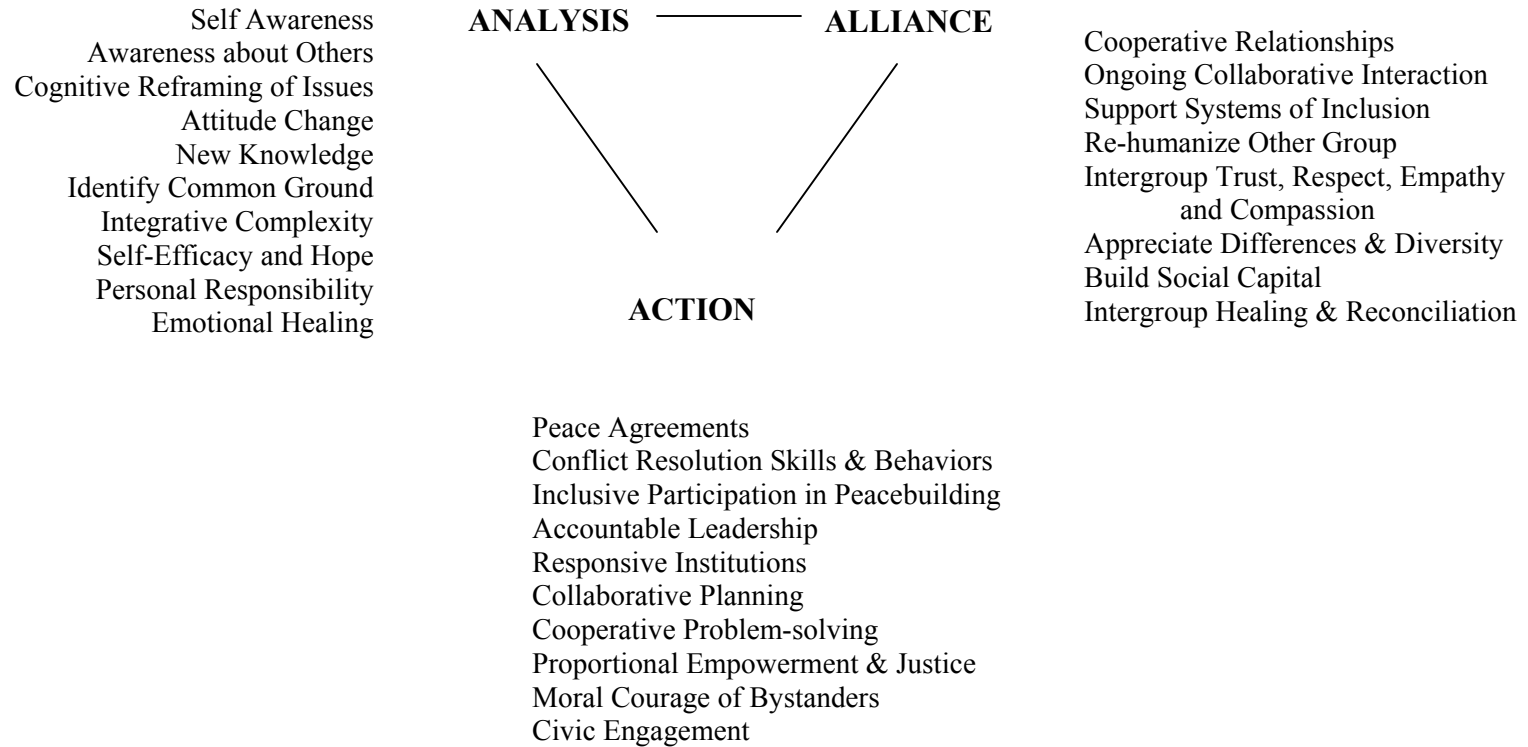 Self Awareness
Awareness about Others
Cognitive Reframing of Issues
Attitude Change
New Knowledge
Identify Common Ground
Integrative Complexity
Self-Efficacy and Hope
Personal Responsibility
Emotional Healing
ANALYSIS
ALLIANCE
ACTION
Cooperative Relationships
Ongoing Collaborative Interaction
Support Systems of Inclusion
Re-humanize Other Group
Intergroup Trust, Respect, Empathy
and Compassion
Appreciate Differences & Diversity
Build Social Capital
Intergroup Healing & Reconciliation
Peace Agreements
Conflict Resolution Skills & Behaviors
Inclusive Participation in Peacebuilding
Accountable Leadership
Responsive Institutions
Collaborative Planning
Cooperative Problem-solving
Proportional Empowerment & Justice
Moral Courage of Bystanders
Civic Engagement